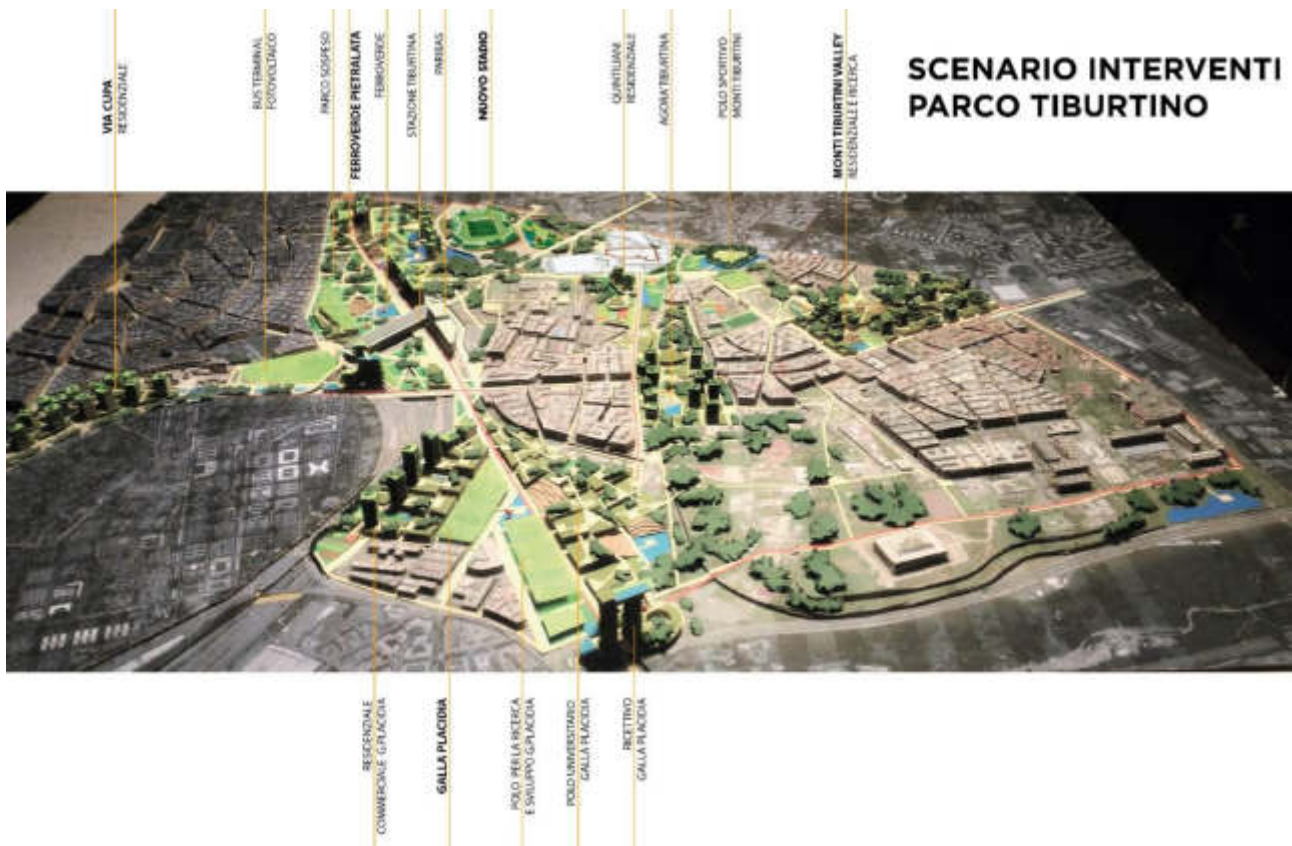 SCENARIO INTERVENTI
PARCO TIBURTINO
VIA CUPA
RESIDENZIALE
BUS TERMINAL
FOTOVOLTAICO
PARCO SOSPESO
FERROVERDE PIETRALATA
FERROVERDE
STAZIONE TIBURTINA
PARIBAS
NUOVO STADIO
QUINTILIANI
RESIDENZIALE
AGORA' TIBURTINA
POLO SPORTIVO
MONTI TIBURTINI
MONTI TIBURTINI VALLEY
RESIDENZIALE E RICERCA
RESIDENZIALE
COMMERCIALE G.PLACIDIA
GALLA PLACIDIA
POLO PER LA RICERCA
E SVILUPPO G.PLACIDIA
POLO UNIVERSITARIO
GALLA PLACIDIA
RICETTIVO
GALLA PLACIDIA